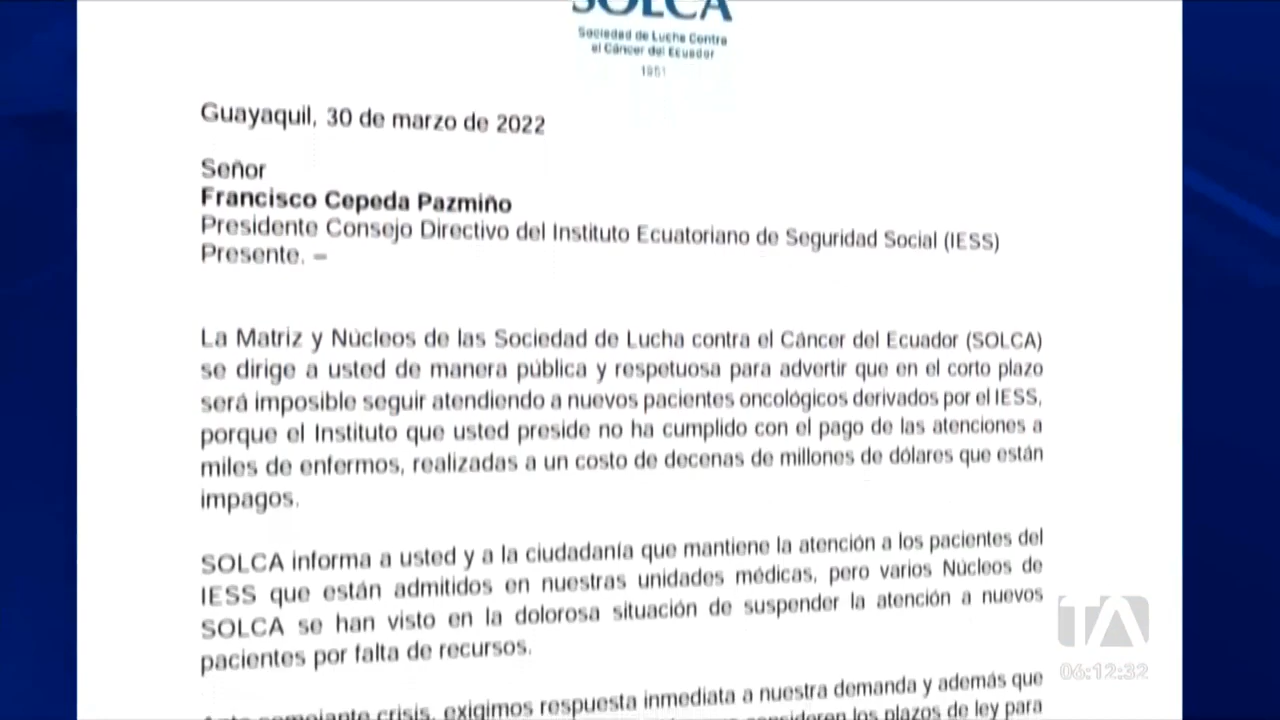 SOLCA
Sociedad de Lucha Contra
el Cáncer del Ecuador
1951
Guayaquil, 30 de marzo de 2022
Señor
Francisco Cepeda Pazmiño
Presidente Consejo Directivo del Instituto Ecuatoriano de Seguridad Social (IESS)
Presente. –
La Matriz y Núcleos de las Sociedad de Lucha contra el Cáncer del Ecuador (SOLCA)
se dirige a usted de manera pública y respetuosa para advertir que en el corto plazo
será imposible seguir atendiendo a nuevos pacientes oncológicos derivados por el IESS,
porque el Instituto que usted preside no ha cumplido con el pago de las atenciones a
miles de enfermos, realizadas a un costo de decenas de millones de dólares que están
impagos.
SOLCA informa a usted y a la ciudadanía que mantiene la atención a los pacientes del
IESS que están admitidos en nuestras unidades médicas, pero varios Núcleos de
SOLCA se han visto en la dolorosa situación de suspender la atención a nuevos
pacientes por falta de recursos.
semejante crisis, exigimos respuesta inmediata a nuestra demanda y además que
los plazos de ley para
TA
06:12:32